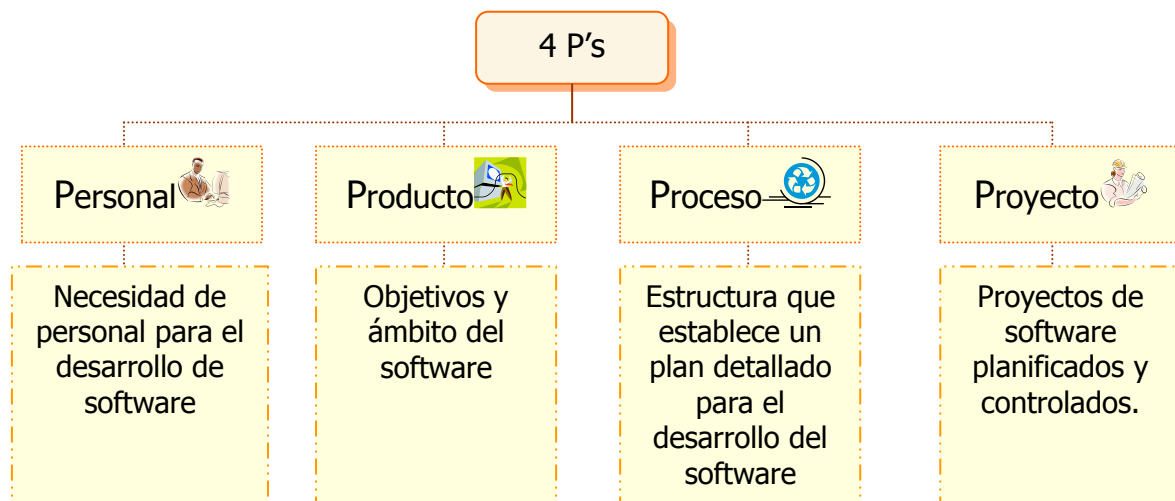 4 P’s
Personal
Producto
Proceso
Proyecto
Necesidad de
personal para el
desarrollo de
software
Objetivos y
ámbito del
software
Estructura que
establece un
plan detallado
para el
desarrollo del
software
Proyectos de
software
planificados y
controlados.